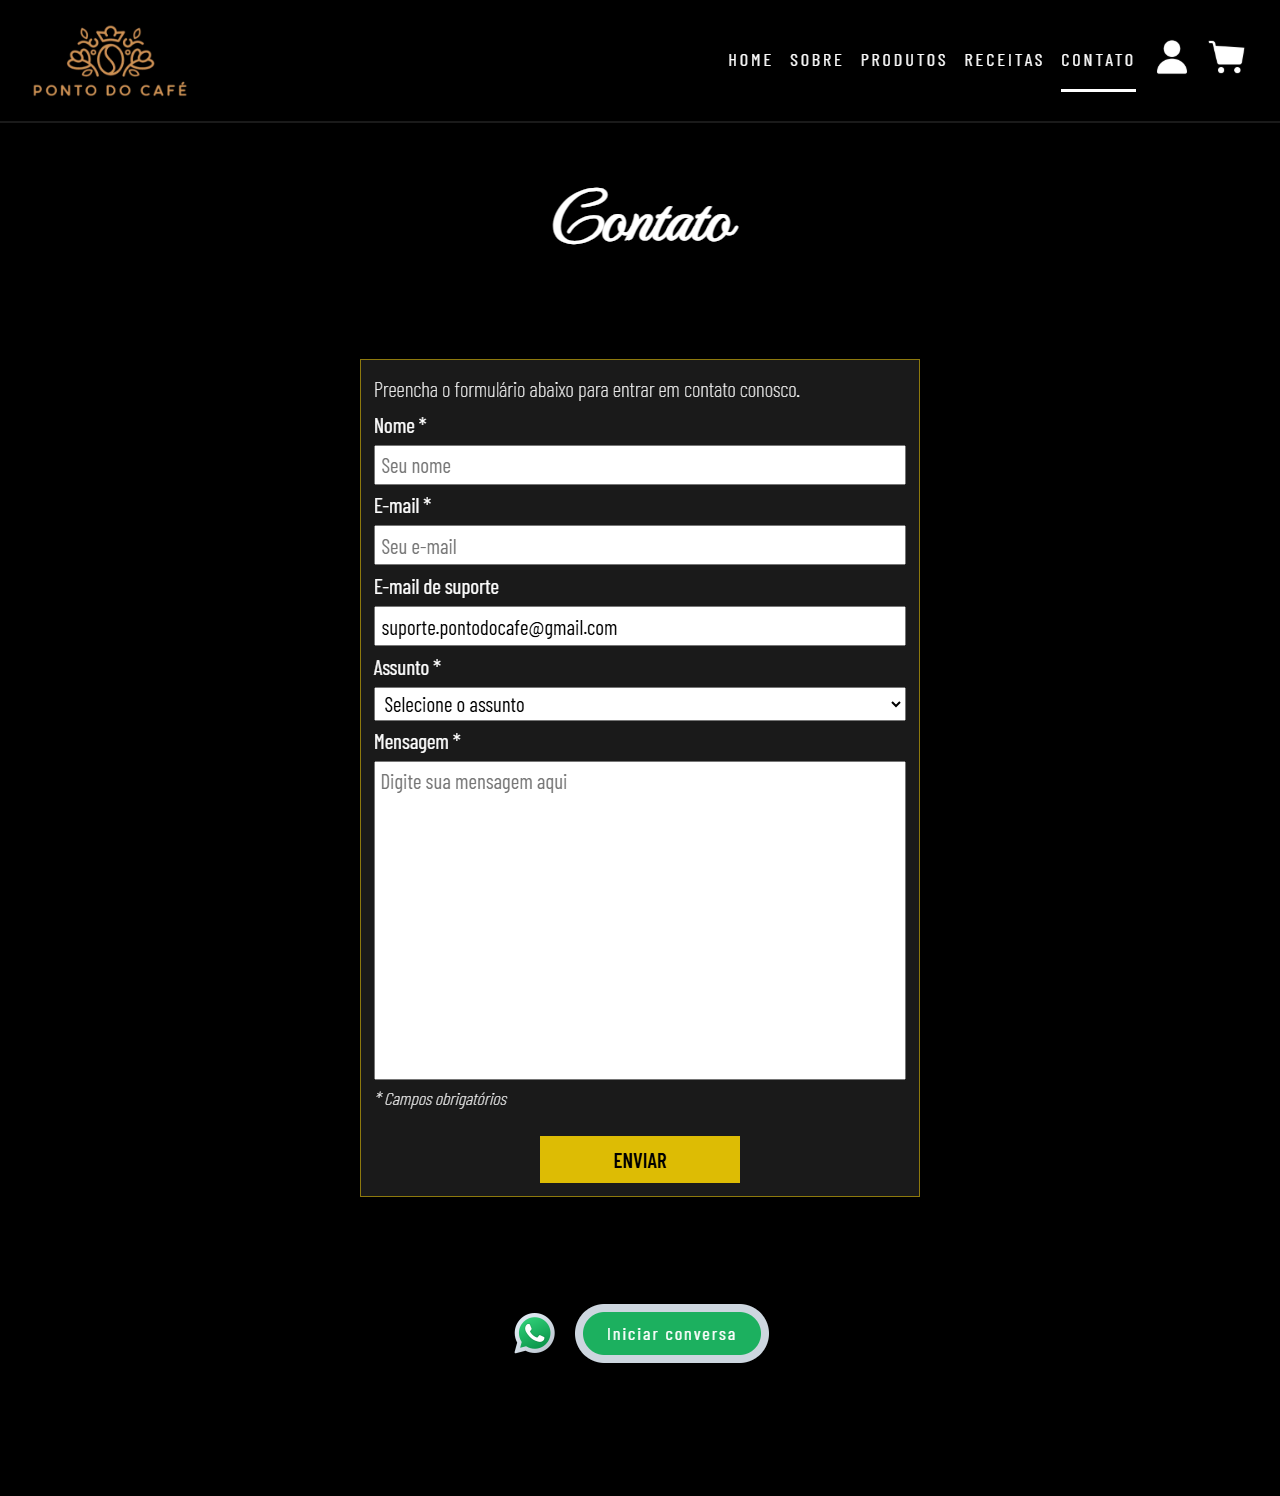 PONTO DO CAFÉ
HOME SOBRE PRODUTOS RECEITAS CONTATO
Contato
Preencha o formulário abaixo para entrar em contato conosco.
Nome *
Seu nome
E-mail *
Seu e-mail
E-mail de suporte
suporte.pontodocafe@gmail.com
Assunto *
Selecione o assunto
Mensagem *
Digite sua mensagem aqui
* Campos obrigatórios
ENVIAR
Iniciar conversa